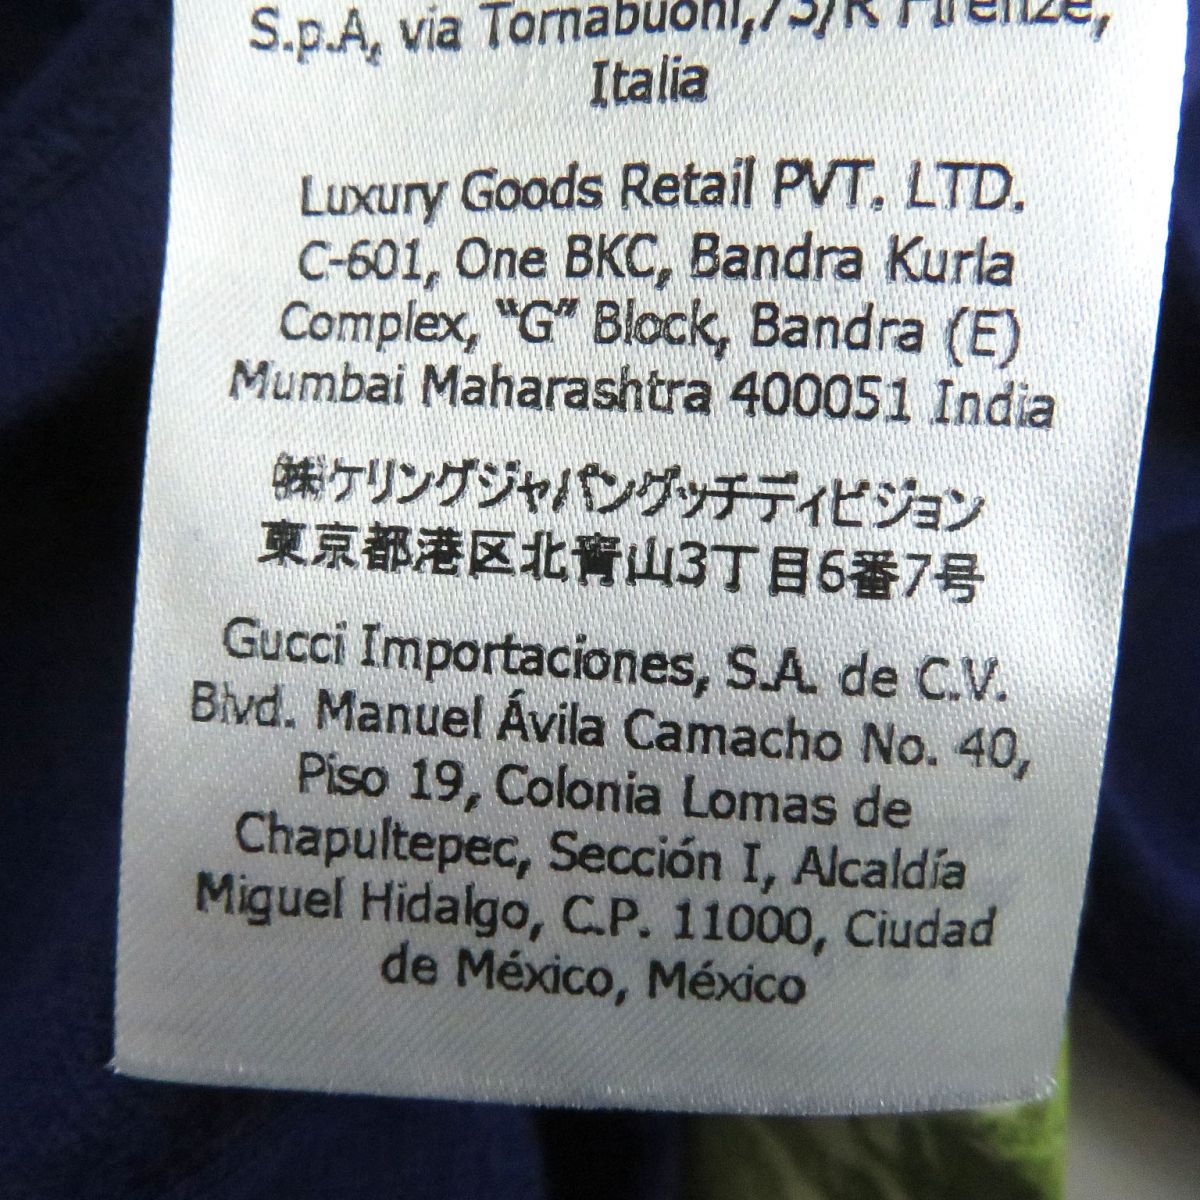 S.p.A, via Tornabuoni,73/R Firenze,
Italia
Luxury Goods Retail PVT. LTD.
C-601, One BKC, Bandra Kurla
Complex, "G" Block, Bandra (E)
Mumbai Maharashtra 400051 India
㈱ケリングジャパングッチディビジョン
東京都港区北青山3丁目6番7号
Gucci Importaciones, S.A. de C.V.
Blvd. Manuel Ávila Camacho No. 40,
Piso 19, Colonia Lomas de
Chapultepec, Sección I, Alcaldía
Miguel Hidalgo, C.P. 11000, Ciudad
de México, México